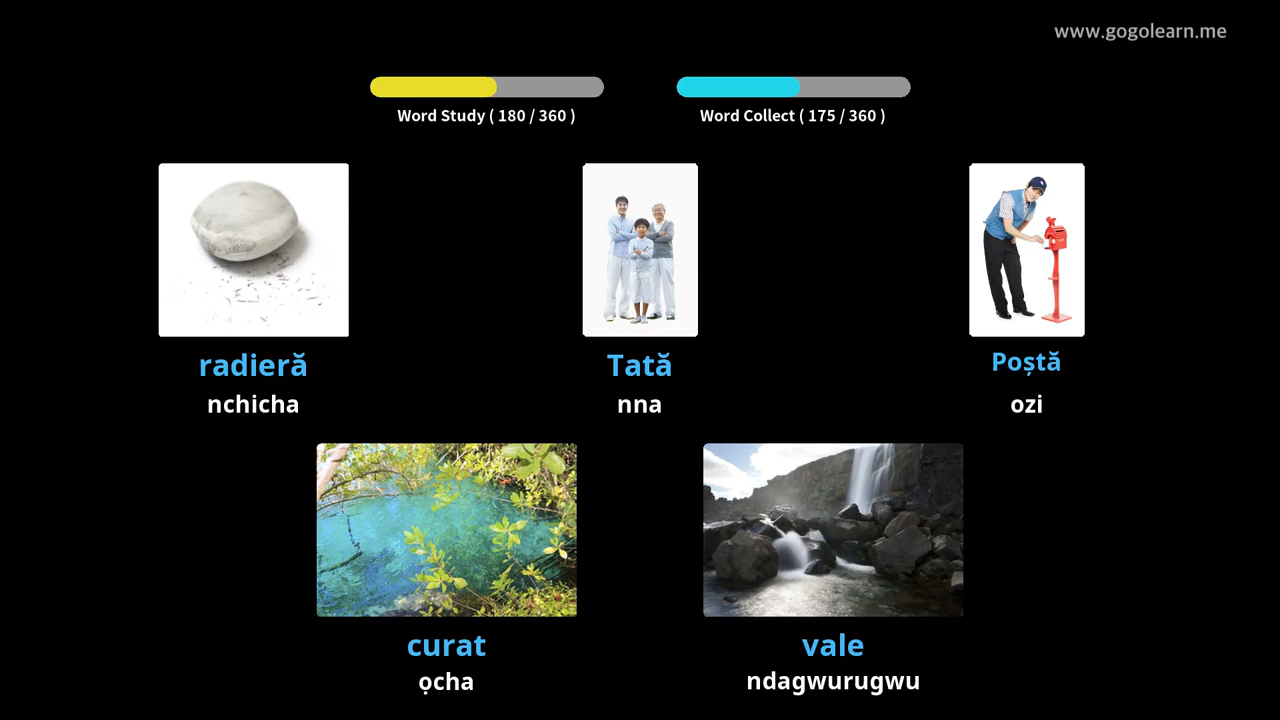 www.gogolearn.me
Word Study ( 180 / 360 )
Word Collect ( 175 / 360 )
radieră
Tată
Poștă
nchicha
nna
ozi
curat
vale
ọcha
ndagwurugwu